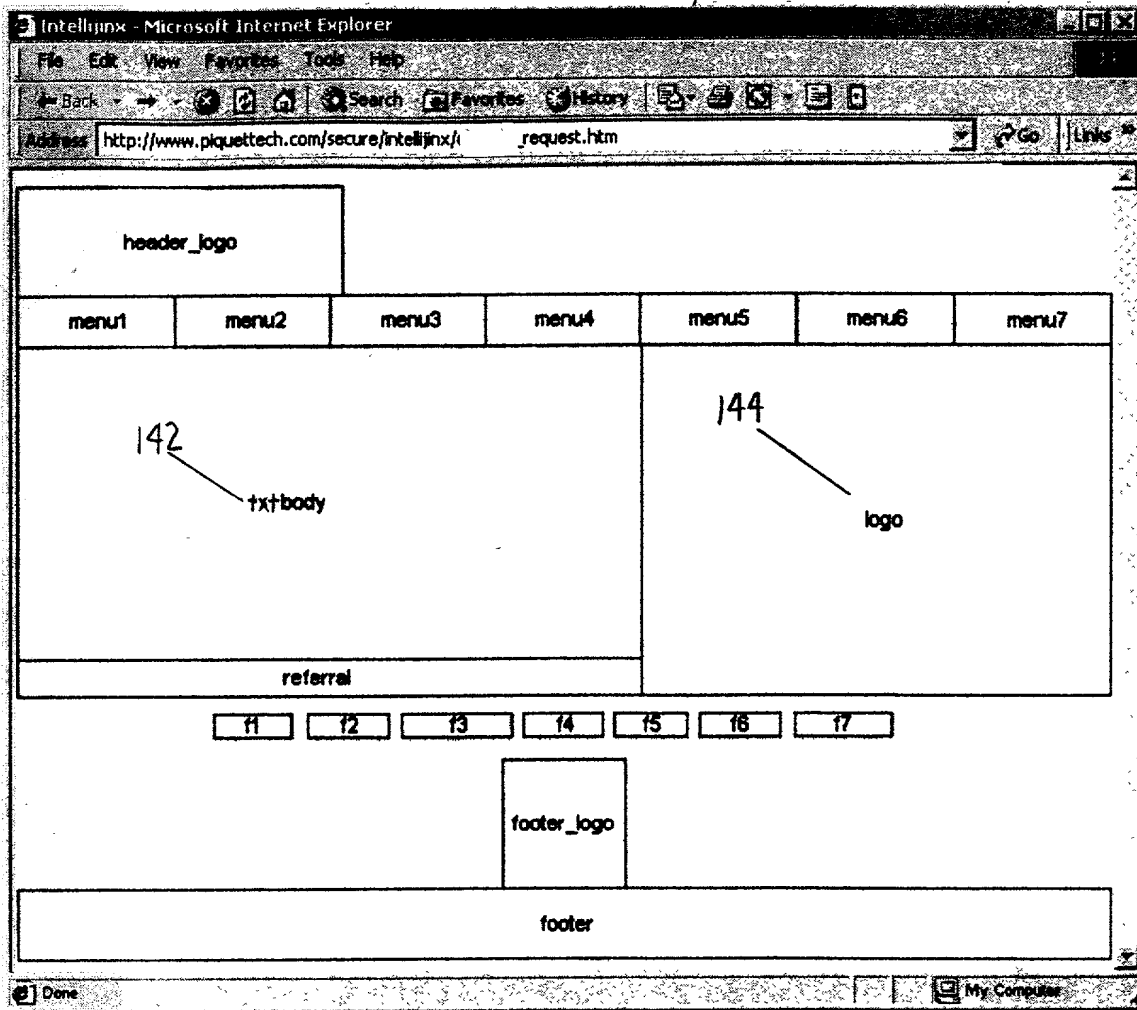 Intellijinx - Microsoft Internet Explorer
File Edit View Favorites Tools Help
Back Search Favorites History
Address http://www.piquettech.com/secure/intellijinx/ _request.htm Go Links »
header_logo
menu1 menu2 menu3 menu4 menu5 menu6 menu7
142
144
txtbody
logo
referral
f1 f2 f3 f4 f5 f6 f7
footer_logo
footer
Done My Computer